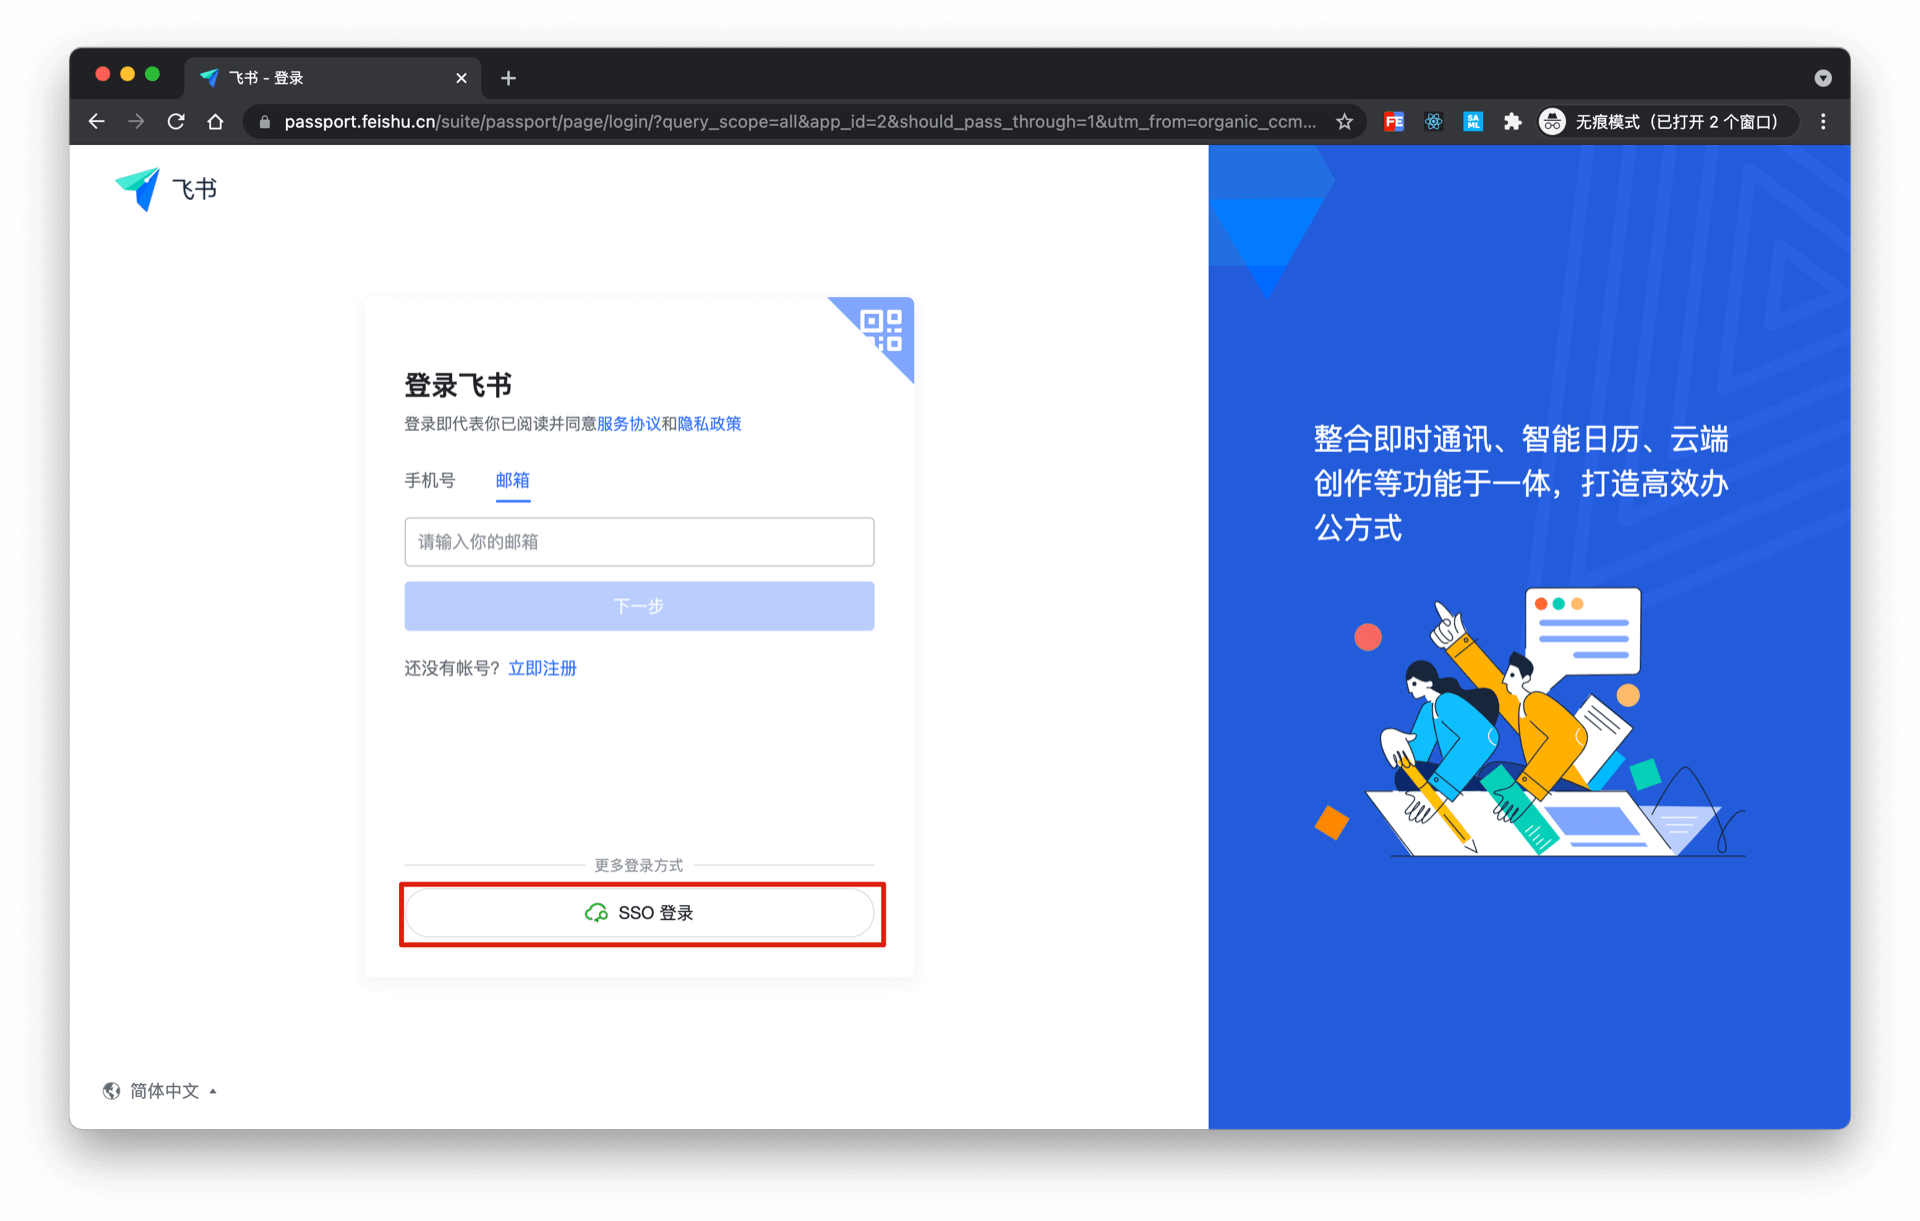 飞书 - 登录
passport.feishu.cn/suite/passport/page/login/?query_scope=all&app_id=2&should_pass_through=1&utm_from=organic_ccm...
FE
SA
ML
无痕模式（已打开 2 个窗口）
飞书
登录飞书
登录即代表你已阅读并同意服务协议和隐私政策
手机号 邮箱
请输入你的邮箱
下一步
还没有帐号？立即注册
更多登录方式
SSO 登录
简体中文
整合即时通讯、智能日历、云端
创作等功能于一体，打造高效办
公方式